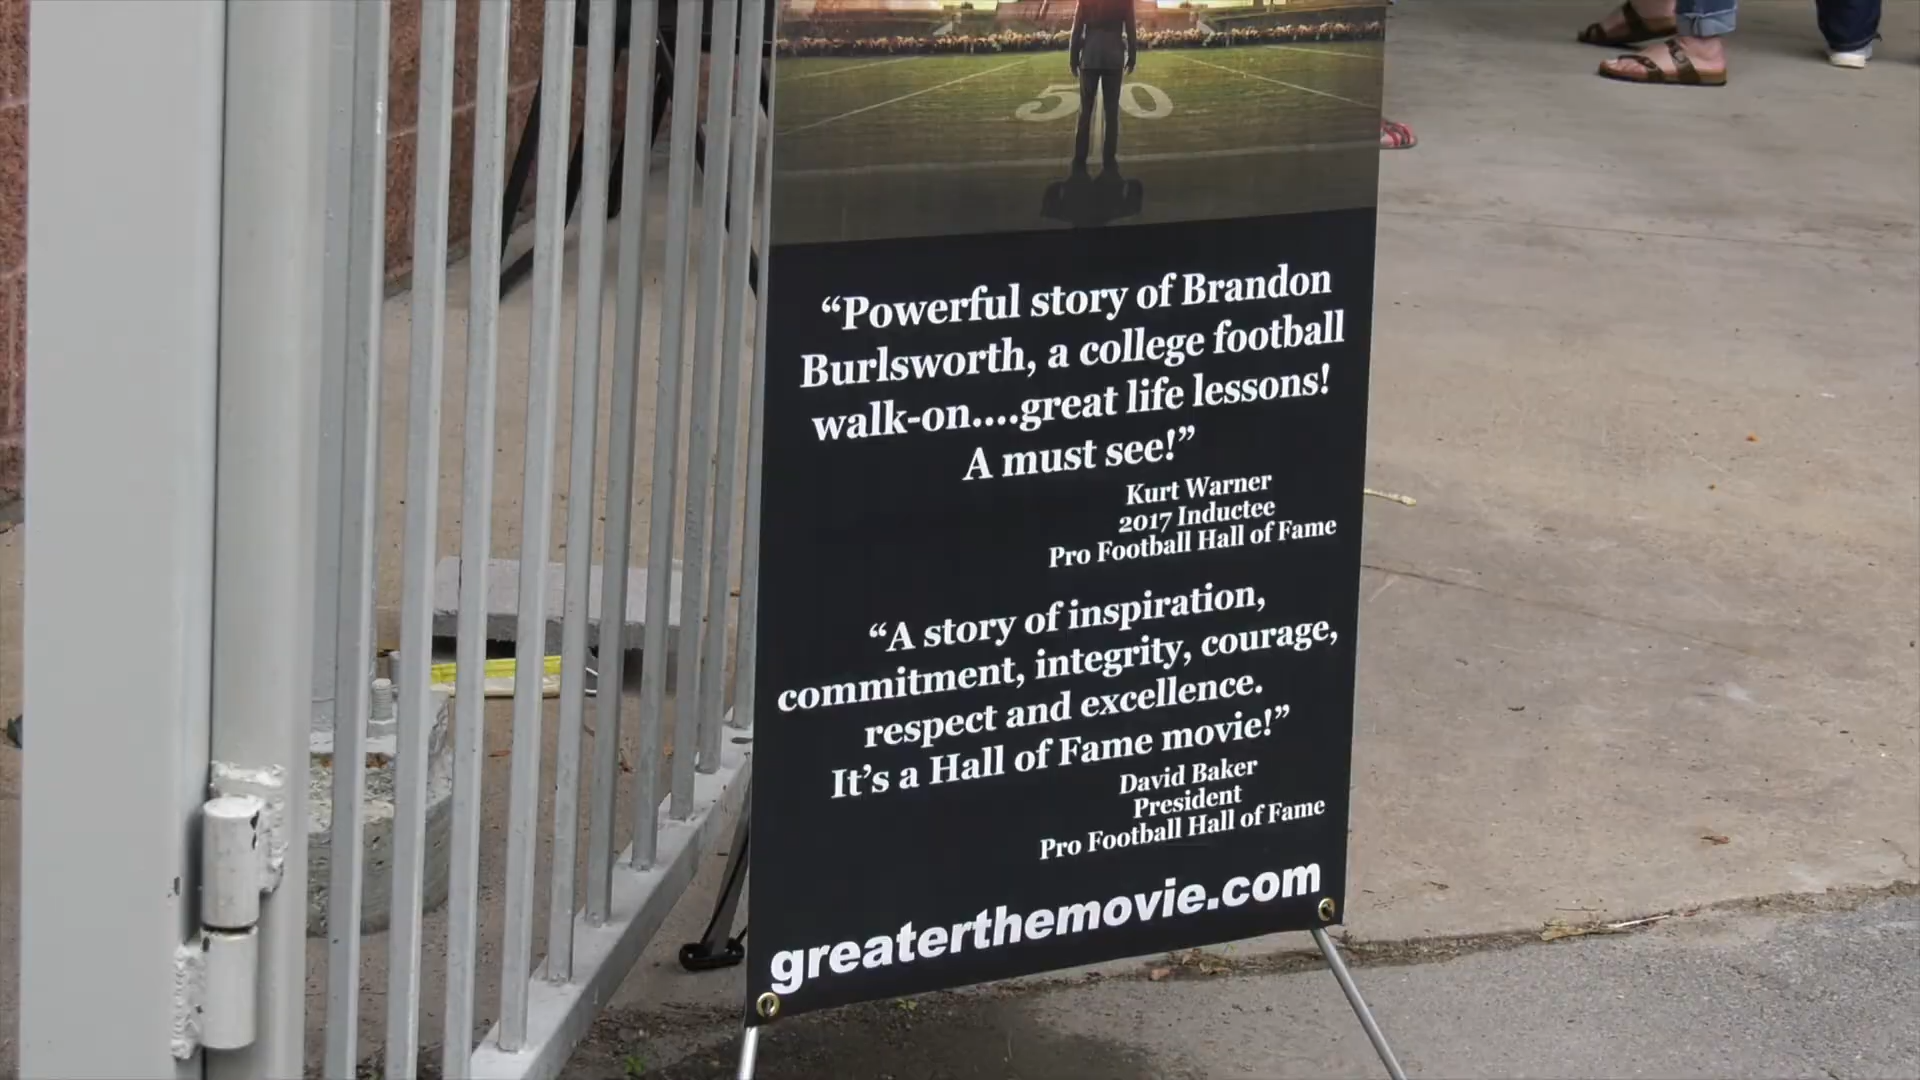 50
“Powerful story of Brandon
Burlsworth, a college football
walk-on....great life lessons!
A must see!”
Kurt Warner
2017 Inductee
Pro Football Hall of Fame
“A story of inspiration,
commitment, integrity, courage,
respect and excellence.
It’s a Hall of Fame movie!”
David Baker
President
Pro Football Hall of Fame
greaterthemovie.com